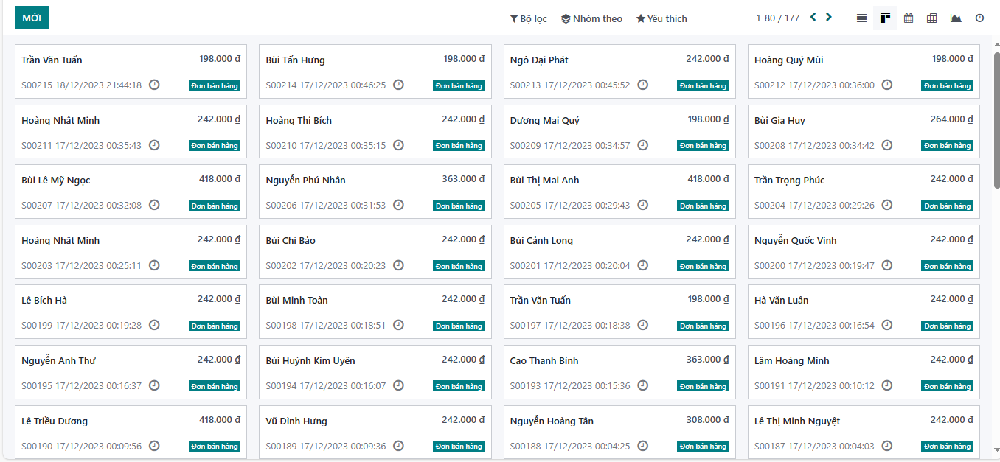 MỚI
Bộ lọc Nhóm theo Yêu thích 1-80 / 177
Trần Văn Tuấn 198.000 ₫
S00215 18/12/2023 21:44:18 Đơn bán hàng
Bùi Tấn Hưng 198.000 ₫
S00214 17/12/2023 00:46:25 Đơn bán hàng
Ngô Đại Phát 242.000 ₫
S00213 17/12/2023 00:45:52 Đơn bán hàng
Hoàng Quý Mùi 198.000 ₫
S00212 17/12/2023 00:36:00 Đơn bán hàng
Hoàng Nhật Minh 242.000 ₫
S00211 17/12/2023 00:35:43 Đơn bán hàng
Hoàng Thị Bích 242.000 ₫
S00210 17/12/2023 00:35:15 Đơn bán hàng
Dương Mai Quý 198.000 ₫
S00209 17/12/2023 00:34:57 Đơn bán hàng
Bùi Gia Huy 264.000 ₫
S00208 17/12/2023 00:34:42 Đơn bán hàng
Bùi Lê Mỹ Ngọc 418.000 ₫
S00207 17/12/2023 00:32:08 Đơn bán hàng
Nguyễn Phú Nhân 363.000 ₫
S00206 17/12/2023 00:31:53 Đơn bán hàng
Bùi Thị Mai Anh 418.000 ₫
S00205 17/12/2023 00:29:43 Đơn bán hàng
Trần Trọng Phúc 242.000 ₫
S00204 17/12/2023 00:29:26 Đơn bán hàng
Hoàng Nhật Minh 242.000 ₫
S00203 17/12/2023 00:25:11 Đơn bán hàng
Bùi Chí Bảo 242.000 ₫
S00202 17/12/2023 00:20:23 Đơn bán hàng
Bùi Cảnh Long 242.000 ₫
S00201 17/12/2023 00:20:04 Đơn bán hàng
Nguyễn Quốc Vinh 242.000 ₫
S00200 17/12/2023 00:19:47 Đơn bán hàng
Lê Bích Hà 242.000 ₫
S00199 17/12/2023 00:19:28 Đơn bán hàng
Bùi Minh Toàn 242.000 ₫
S00198 17/12/2023 00:18:51 Đơn bán hàng
Trần Văn Tuấn 198.000 ₫
S00197 17/12/2023 00:18:38 Đơn bán hàng
Hà Văn Luân 242.000 ₫
S00196 17/12/2023 00:16:54 Đơn bán hàng
Nguyễn Anh Thư 242.000 ₫
S00195 17/12/2023 00:16:37 Đơn bán hàng
Bùi Huỳnh Kim Uyên 242.000 ₫
S00194 17/12/2023 00:16:07 Đơn bán hàng
Cao Thanh Bình 363.000 ₫
S00193 17/12/2023 00:15:36 Đơn bán hàng
Lâm Hoàng Minh 242.000 ₫
S00191 17/12/2023 00:10:12 Đơn bán hàng
Lê Triều Dương 418.000 ₫
S00190 17/12/2023 00:09:56 Đơn bán hàng
Vũ Đình Hưng 242.000 ₫
S00189 17/12/2023 00:09:36 Đơn bán hàng
Nguyễn Hoàng Tân 308.000 ₫
S00188 17/12/2023 00:04:25 Đơn bán hàng
Lê Thị Minh Nguyệt 242.000 ₫
S00187 17/12/2023 00:04:03 Đơn bán hàng